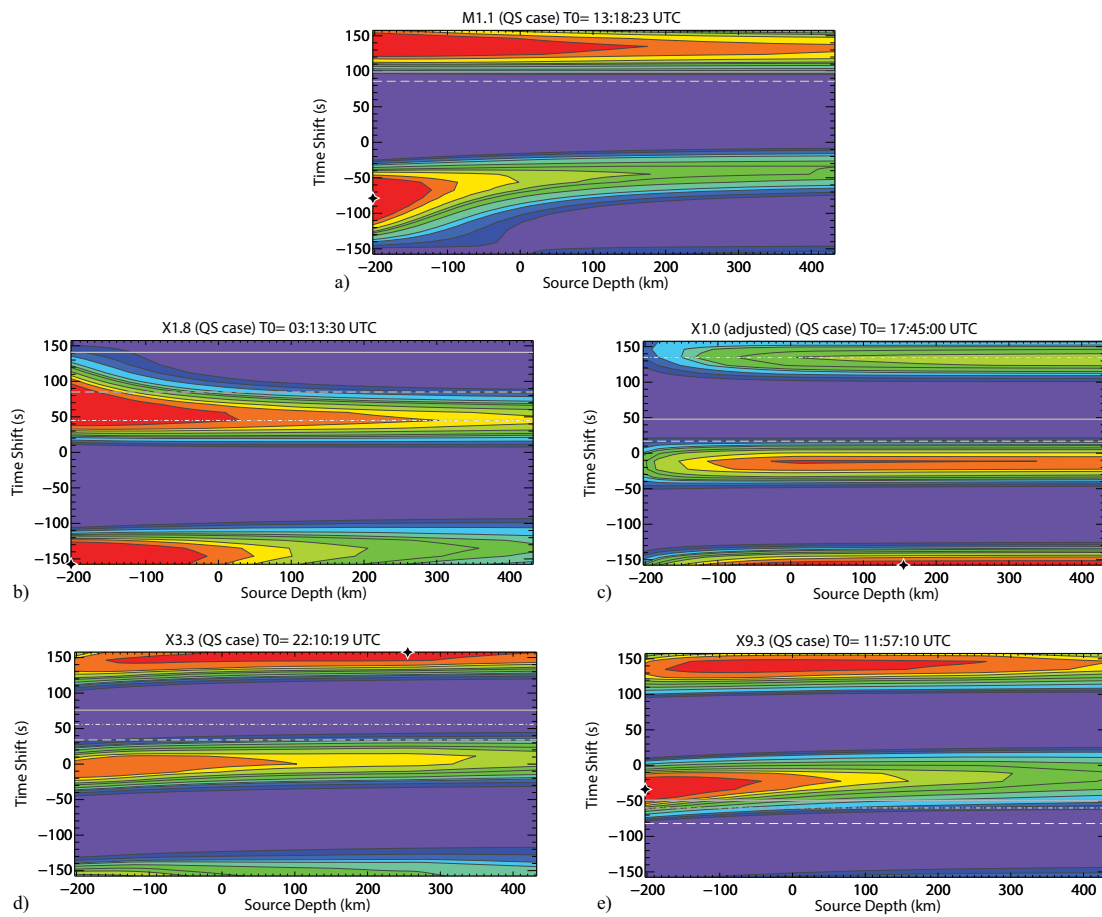 M1.1 (QS case) T0= 13:18:23 UTC
150
100
50
0
−50
−100
−150
Time Shift (s)
−200 −100 0 100 200 300 400
Source Depth (km)
a)
X1.8 (QS case) T0= 03:13:30 UTC
150
100
50
0
−50
−100
−150
Time Shift (s)
−200 −100 0 100 200 300 400
Source Depth (km)
b)
X1.0 (adjusted) (QS case) T0= 17:45:00 UTC
150
100
50
0
−50
−100
−150
Time Shift (s)
−200 −100 0 100 200 300 400
Source Depth (km)
c)
X3.3 (QS case) T0= 22:10:19 UTC
150
100
50
0
−50
−100
−150
Time Shift (s)
−200 −100 0 100 200 300 400
Source Depth (km)
d)
X9.3 (QS case) T0= 11:57:10 UTC
150
100
50
0
−50
−100
−150
Time Shift (s)
−200 −100 0 100 200 300 400
Source Depth (km)
e)